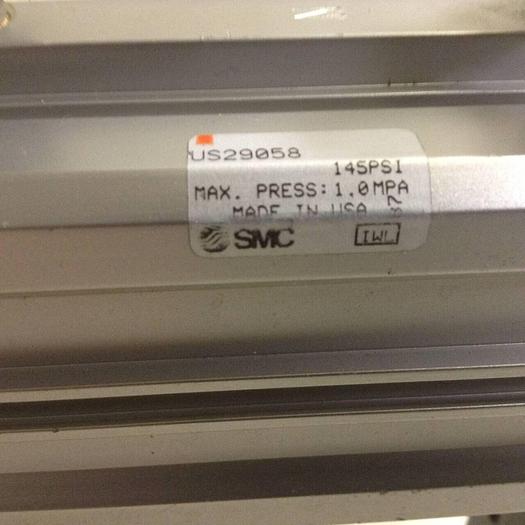 US29058
145PSI
MAX. PRESS: 1.0MPA
MADE IN USA
SMC
IWL